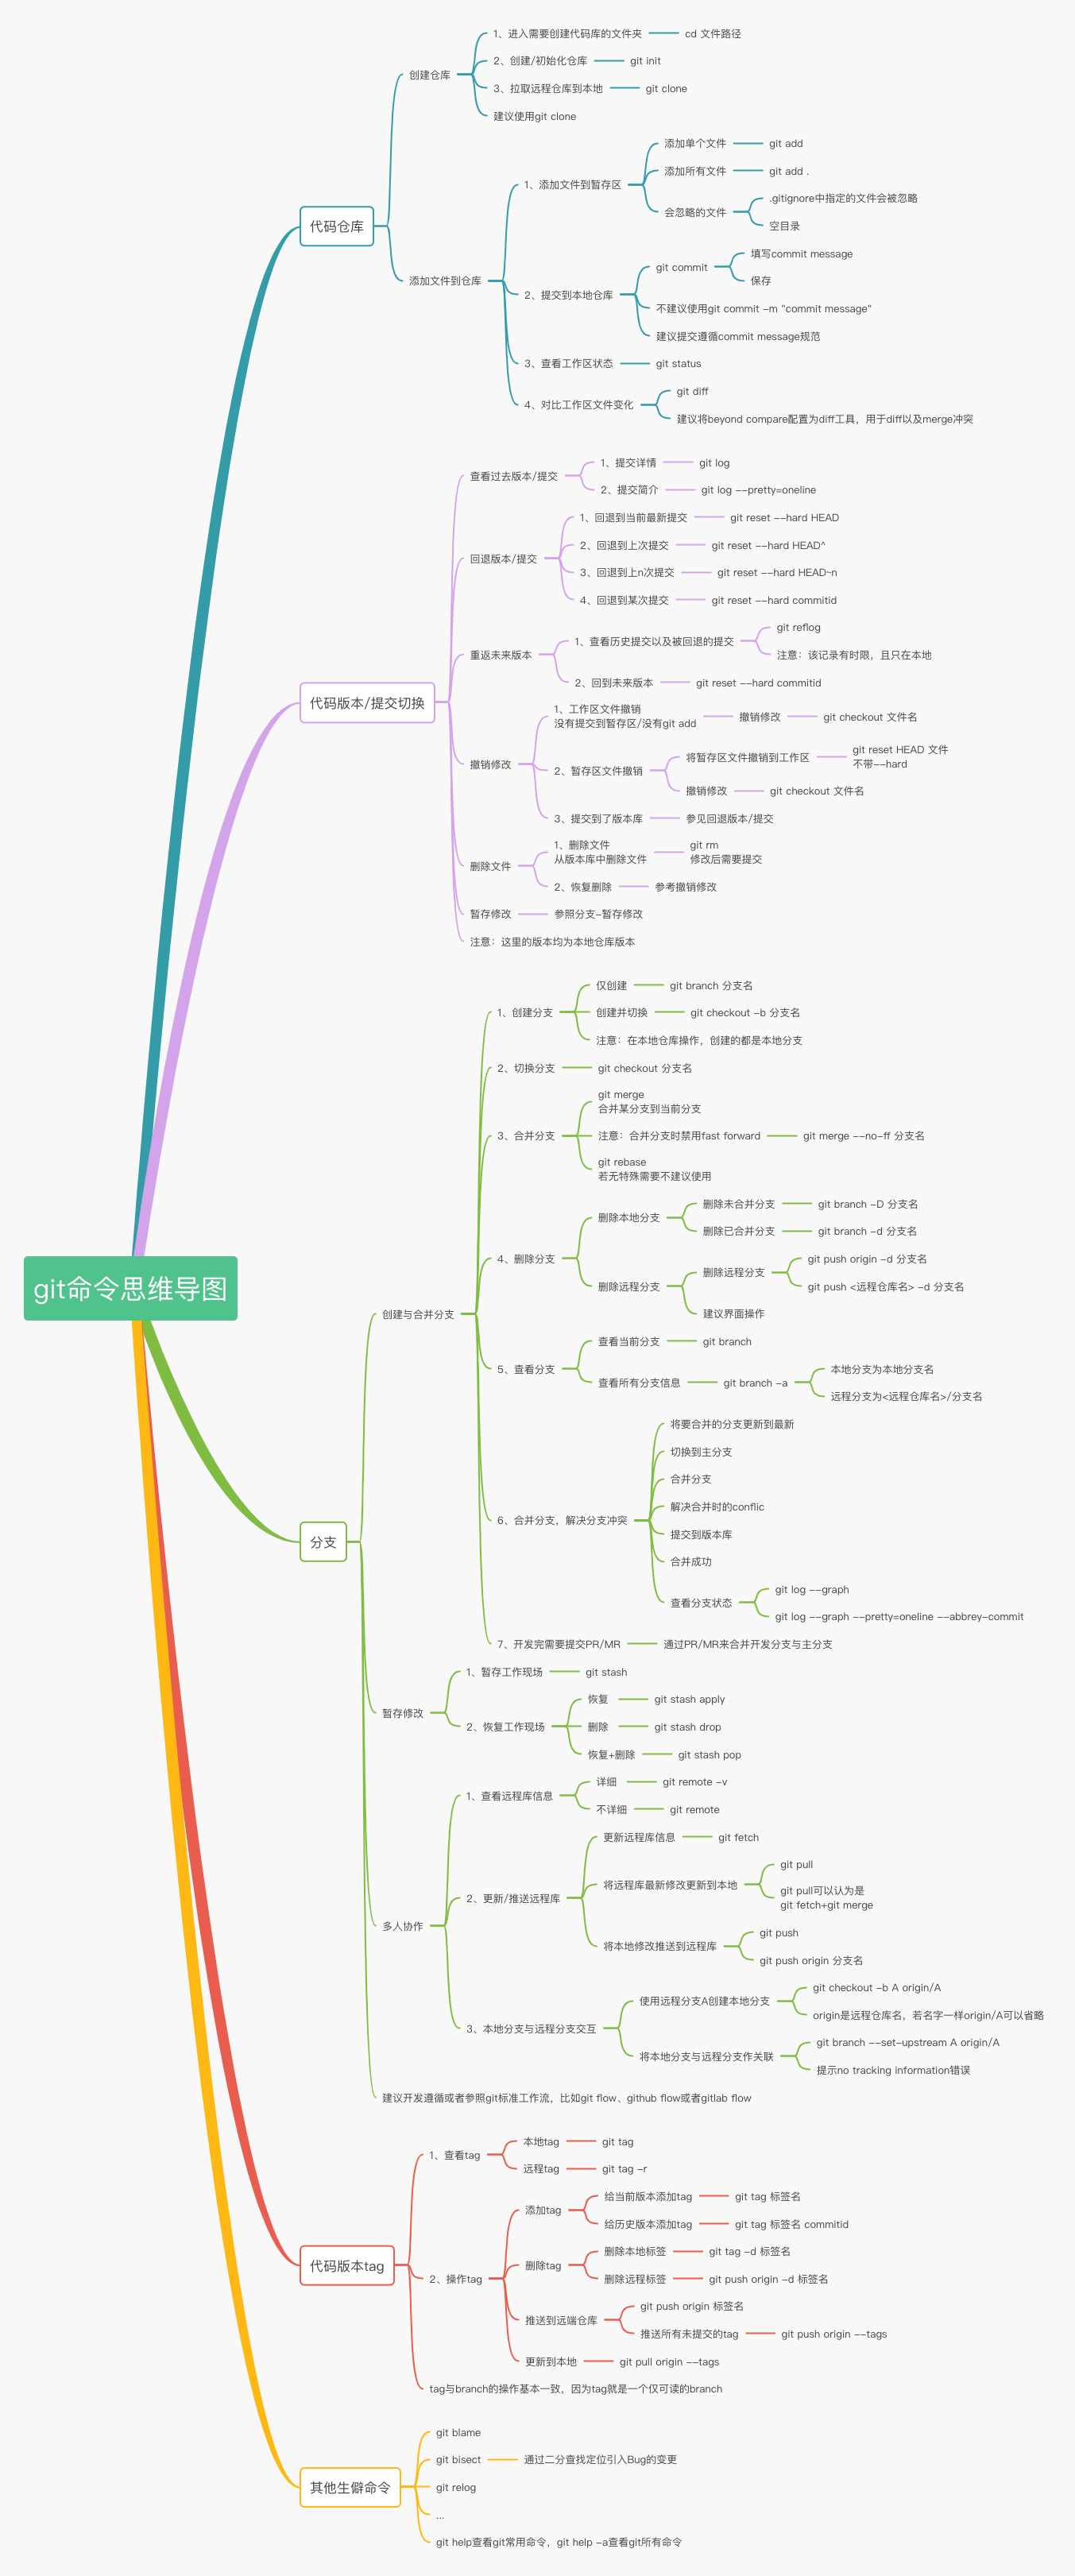 git命令思维导图
代码仓库
创建仓库
1、进入需要创建代码库的文件夹
cd 文件路径
2、创建/初始化仓库
git init
3、拉取远程仓库到本地
git clone
建议使用git clone
添加文件到仓库
1、添加文件到暂存区
添加单个文件
git add
添加所有文件
git add .
会忽略的文件
.gitignore中指定的文件会被忽略
空目录
2、提交到本地仓库
git commit
填写commit message
保存
不建议使用git commit -m "commit message"
建议提交遵循commit message规范
3、查看工作区状态
git status
4、对比工作区文件变化
git diff
建议将beyond compare配置为diff工具，用于diff以及merge冲突
代码版本/提交切换
查看过去版本/提交
1、提交详情
git log
2、提交简介
git log --pretty=oneline
回退版本/提交
1、回退到当前最新提交
git reset --hard HEAD
2、回退到上次提交
git reset --hard HEAD^
3、回退到上n次提交
git reset --hard HEAD~n
4、回退到某次提交
git reset --hard commitid
重返未来版本
1、查看历史提交以及被回退的提交
git reflog
注意：该记录有时限，且只在本地
2、回到未来版本
git reset --hard commitid
撤销修改
1、工作区文件撤销
没有提交到暂存区/没有git add
撤销修改
git checkout 文件名
2、暂存区文件撤销
将暂存区文件撤销到工作区
git reset HEAD 文件
不带--hard
撤销修改
git checkout 文件名
3、提交到了版本库
参见回退版本/提交
删除文件
1、删除文件
从版本库中删除文件
git rm
修改后需要提交
2、恢复删除
参考撤销修改
暂存修改
参照分支-暂存修改
注意：这里的版本均为本地仓库版本
分支
创建与合并分支
1、创建分支
仅创建
git branch 分支名
创建并切换
git checkout -b 分支名
注意：在本地仓库操作，创建的都是本地分支
2、切换分支
git checkout 分支名
3、合并分支
git merge
合并某分支到当前分支
注意：合并分支时禁用fast forward
git merge --no-ff 分支名
git rebase
若无特殊需要不建议使用
4、删除分支
删除本地分支
删除未合并分支
git branch -D 分支名
删除已合并分支
git branch -d 分支名
删除远程分支
删除远程分支
git push origin -d 分支名
git push <远程仓库名> -d 分支名
建议界面操作
5、查看分支
查看当前分支
git branch
查看所有分支信息
git branch -a
本地分支为本地分支名
远程分支为<远程仓库名>/分支名
6、合并分支，解决分支冲突
将要合并的分支更新到最新
切换到主分支
合并分支
解决合并时的conflic
提交到版本库
合并成功
查看分支状态
git log --graph
git log --graph --pretty=oneline --abbrey-commit
7、开发完需要提交PR/MR
通过PR/MR来合并开发分支与主分支
暂存修改
1、暂存工作现场
git stash
2、恢复工作现场
恢复
git stash apply
删除
git stash drop
恢复+删除
git stash pop
多人协作
1、查看远程库信息
详细
git remote -v
不详细
git remote
2、更新/推送远程库
更新远程库信息
git fetch
将远程库最新修改更新到本地
git pull
git pull可以认为是
git fetch+git merge
将本地修改推送到远程库
git push
git push origin 分支名
3、本地分支与远程分支交互
使用远程分支A创建本地分支
git checkout -b A origin/A
origin是远程仓库名，若名字一样origin/A可以省略
将本地分支与远程分支作关联
git branch --set-upstream A origin/A
提示no tracking information错误
建议开发遵循或者参照git标准工作流，比如git flow、github flow或者gitlab flow
代码版本tag
1、查看tag
本地tag
git tag
远程tag
git tag -r
2、操作tag
添加tag
给当前版本添加tag
git tag 标签名
给历史版本添加tag
git tag 标签名 commitid
删除tag
删除本地标签
git tag -d 标签名
删除远程标签
git push origin -d 标签名
推送到远端仓库
git push origin 标签名
推送所有未提交的tag
git push origin --tags
更新到本地
git pull origin --tags
tag与branch的操作基本一致，因为tag就是一个仅可读的branch
其他生僻命令
git blame
git bisect
通过二分查找定位引入Bug的变更
git relog
...
git help查看git常用命令，git help -a查看git所有命令